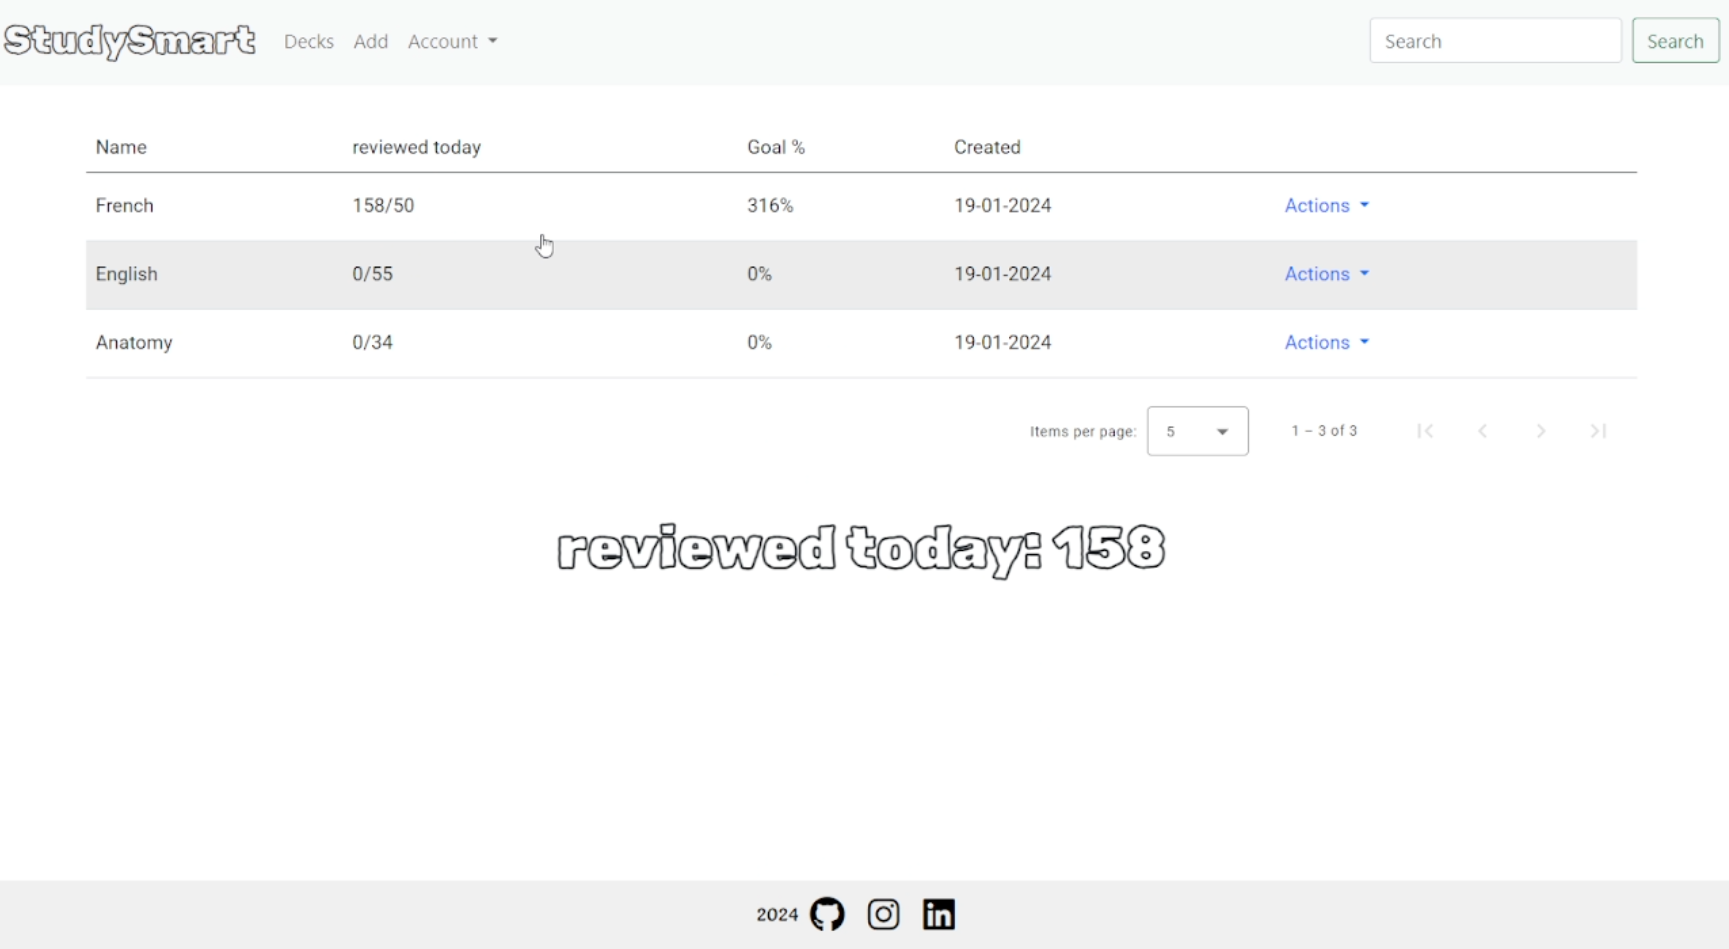 StudySmart Decks Add Account Search Search
Name reviewed today Goal % Created
French 158/50 316% 19-01-2024 Actions
English 0/55 0% 19-01-2024 Actions
Anatomy 0/34 0% 19-01-2024 Actions
Items per page: 5 1 – 3 of 3
reviewed today: 158
2024 in